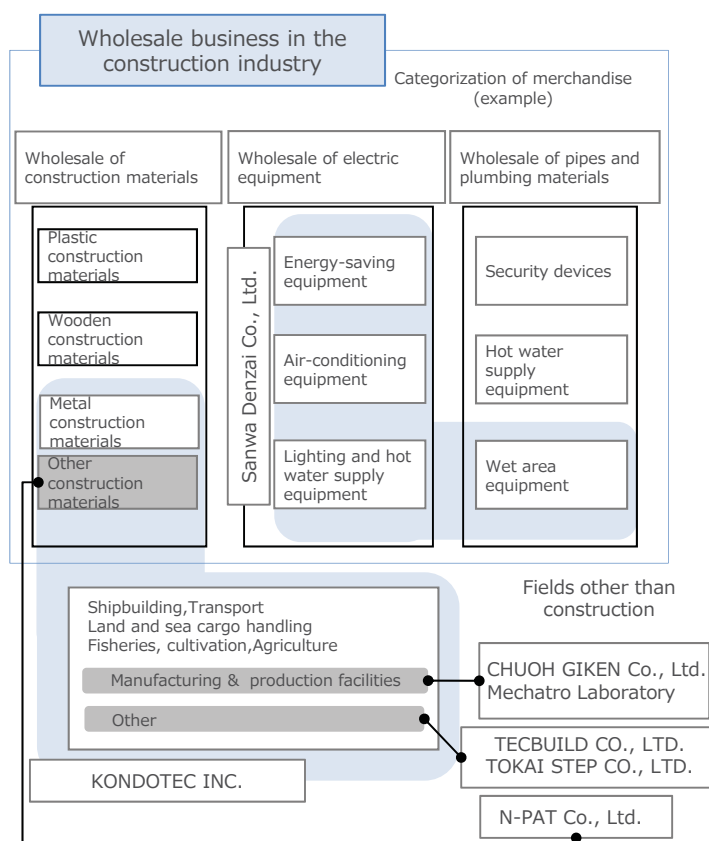 Wholesale business in the
construction industry
Categorization of merchandise
(example)
Wholesale of
construction materials
Wholesale of electric
equipment
Wholesale of pipes and
plumbing materials
Plastic
construction
materials
Wooden
construction
materials
Metal
construction
materials
Other
construction
materials
Sanwa Denzai Co., Ltd.
Energy-saving
equipment
Air-conditioning
equipment
Lighting and hot
water supply
equipment
Security devices
Hot water
supply
equipment
Wet area
equipment
Fields other than
construction
Shipbuilding,Transport
Land and sea cargo handling
Fisheries, cultivation,Agriculture
Manufacturing & production facilities
Other
CHUOH GIKEN Co., Ltd.
Mechatro Laboratory
TECBUILD CO., LTD.
TOKAI STEP CO., LTD.
KONDOTEC INC.
N-PAT Co., Ltd.